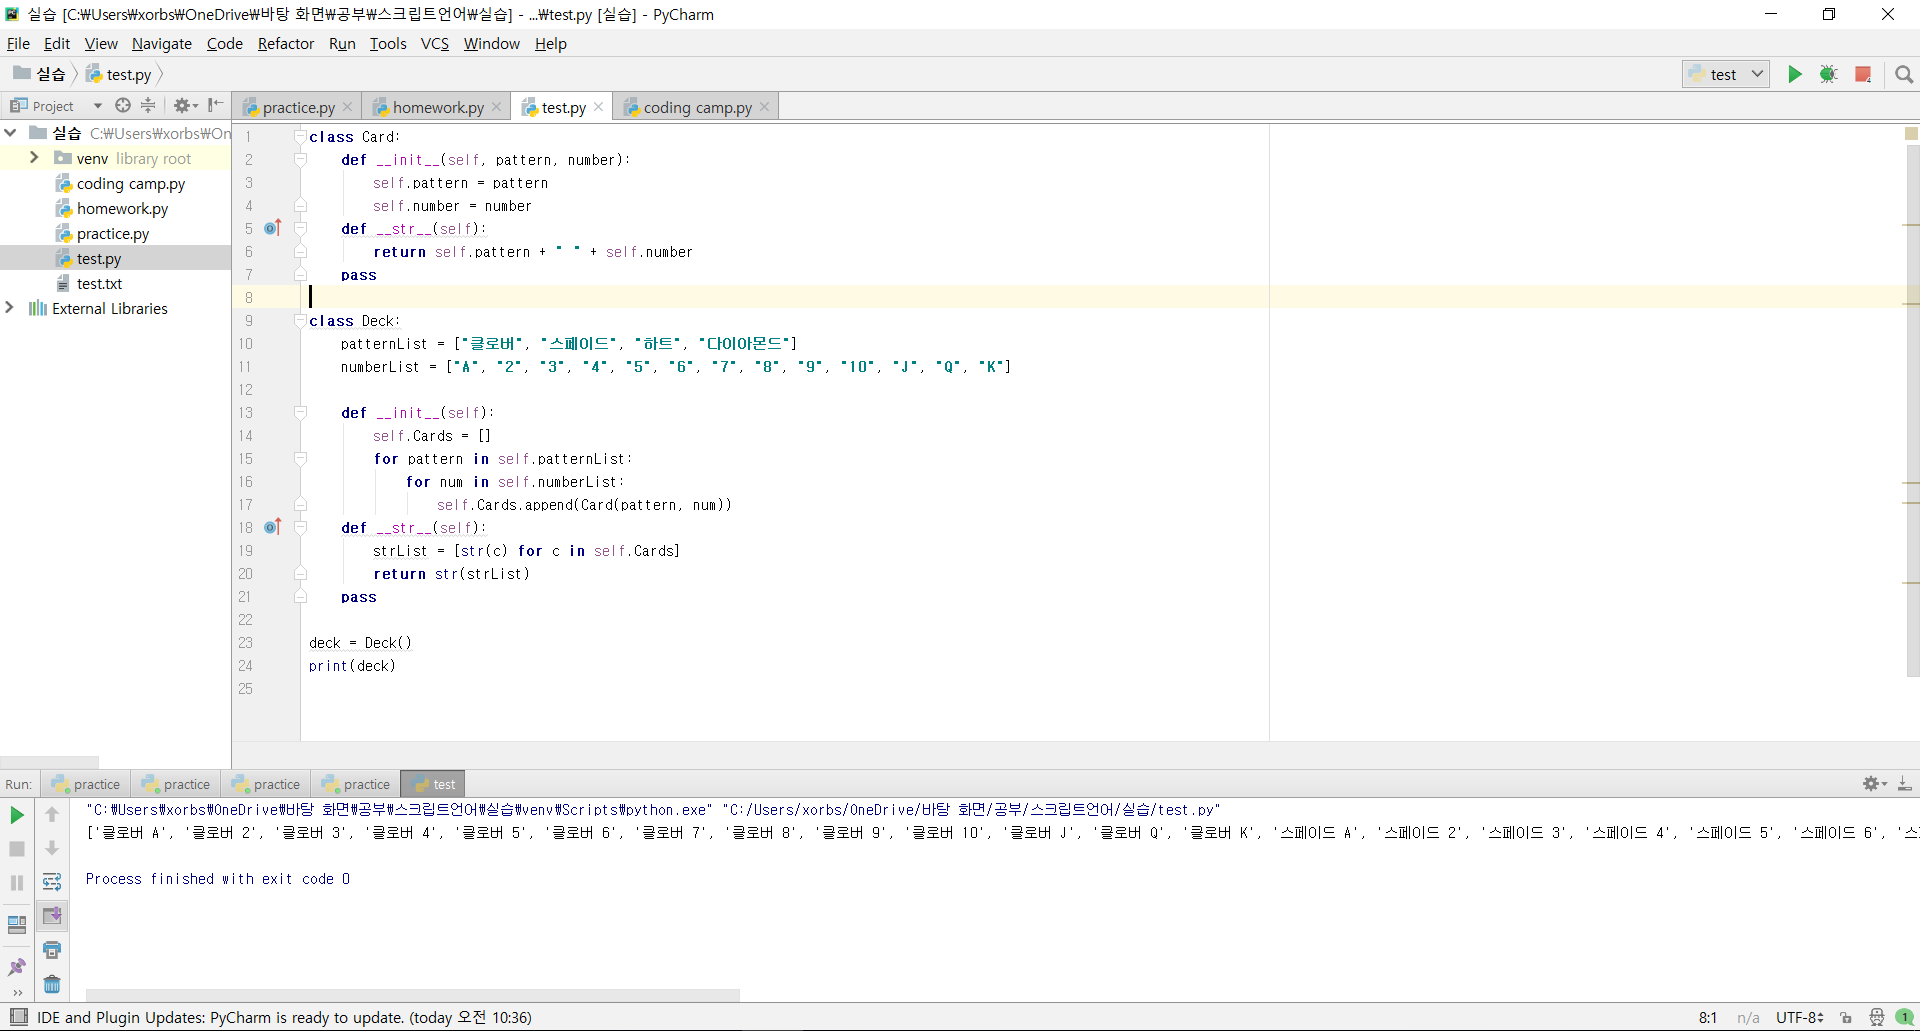 실습 [C:₩Users₩xorbs₩OneDrive₩바탕 화면₩공부₩스크립트언어₩실습] - ...₩test.py [실습] - PyCharm
File Edit View Navigate Code Refactor Run Tools VCS Window Help
실습 test.py test
Project practice.py homework.py test.py coding camp.py
실습 C:₩Users₩xorbs₩On
venv library root
coding camp.py
homework.py
practice.py
test.py
test.txt
External Libraries
1 class Card:
2 def __init__(self, pattern, number):
3 self.pattern = pattern
4 self.number = number
5 def __str__(self):
6 return self.pattern + " " + self.number
7 pass
8
9 class Deck:
10 patternList = ["클로버", "스페이드", "하트", "다이아몬드"]
11 numberList = ["A", "2", "3", "4", "5", "6", "7", "8", "9", "10", "J", "Q", "K"]
12
13 def __init__(self):
14 self.Cards = []
15 for pattern in self.patternList:
16 for num in self.numberList:
17 self.Cards.append(Card(pattern, num))
18 def __str__(self):
19 strList = [str(c) for c in self.Cards]
20 return str(strList)
21 pass
22
23 deck = Deck()
24 print(deck)
25
Run: practice practice practice practice test
"C:₩Users₩xorbs₩OneDrive₩바탕 화면₩공부₩스크립트언어₩실습₩venv₩Scripts₩python.exe" "C:/Users/xorbs/OneDrive/바탕 화면/공부/스크립트언어/실습/test.py"
['클로버 A', '클로버 2', '클로버 3', '클로버 4', '클로버 5', '클로버 6', '클로버 7', '클로버 8', '클로버 9', '클로버 10', '클로버 J', '클로버 Q', '클로버 K', '스페이드 A', '스페이드 2', '스페이드 3', '스페이드 4', '스페이드 5', '스페이드 6', '스
Process finished with exit code 0
IDE and Plugin Updates: PyCharm is ready to update. (today 오전 10:36) 8:1 n/a UTF-8 1